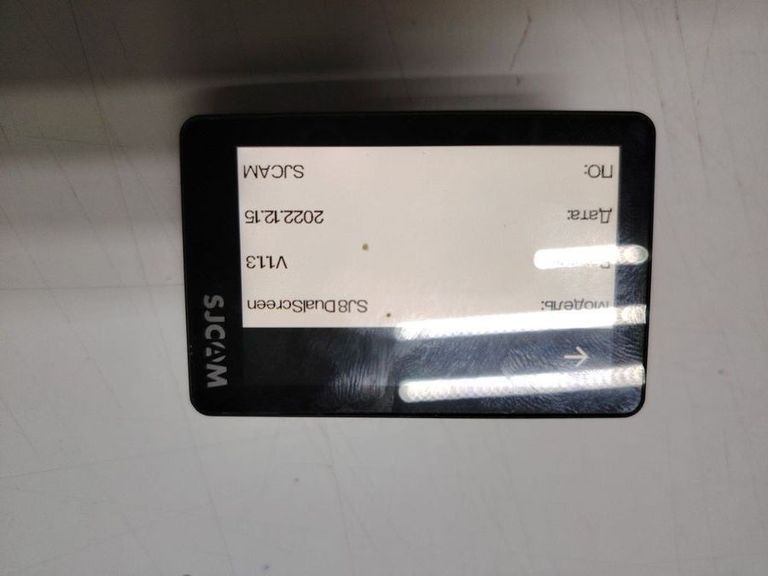 Модель: SJ8DualScreen
V1.1.3
Дата: 2022.12.15
ПО: SJCAM
SJCAM